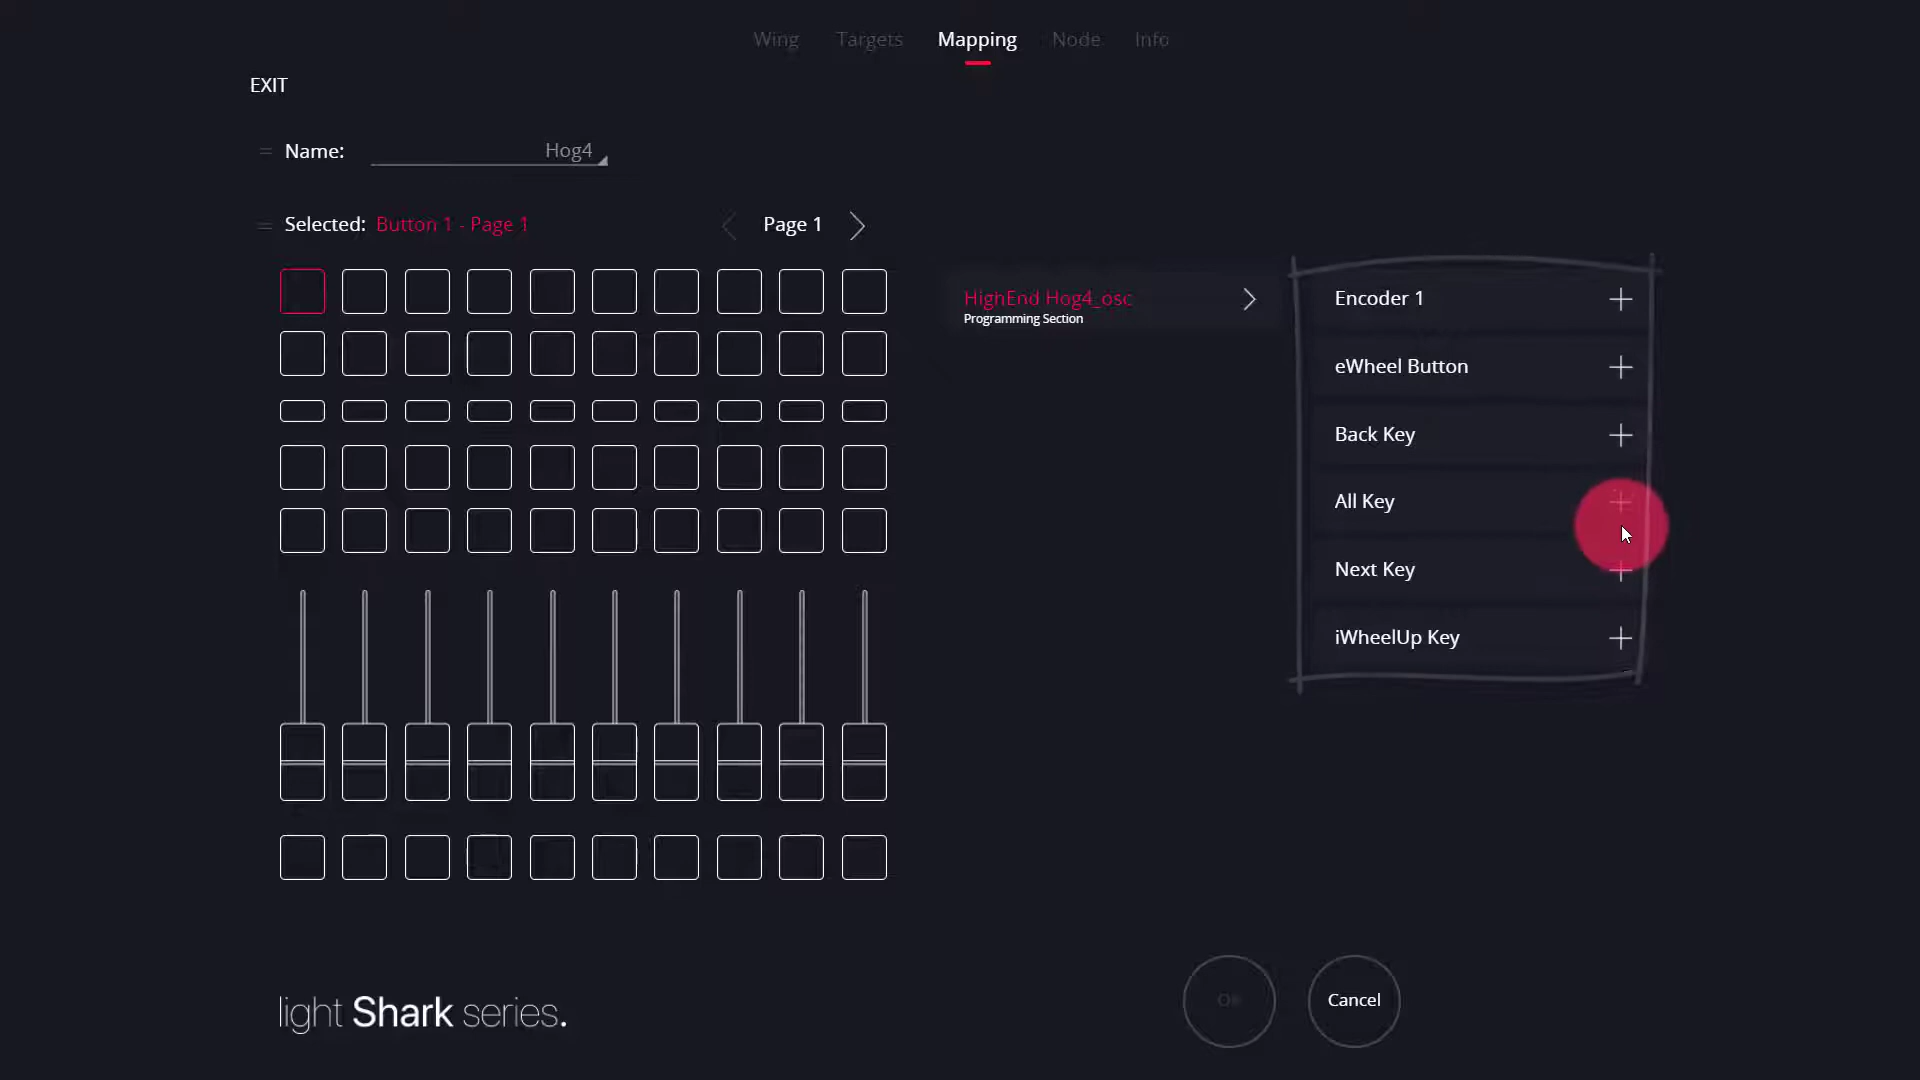 Wing Targets Mapping Node Info
EXIT
Name: Hog4
Selected: Button 1 - Page 1
Page 1
HighEnd Hog4_osc
Programming Section
Encoder 1
eWheel Button
Back Key
All Key
Next Key
iWheelUp Key
light Shark series.
OK
Cancel